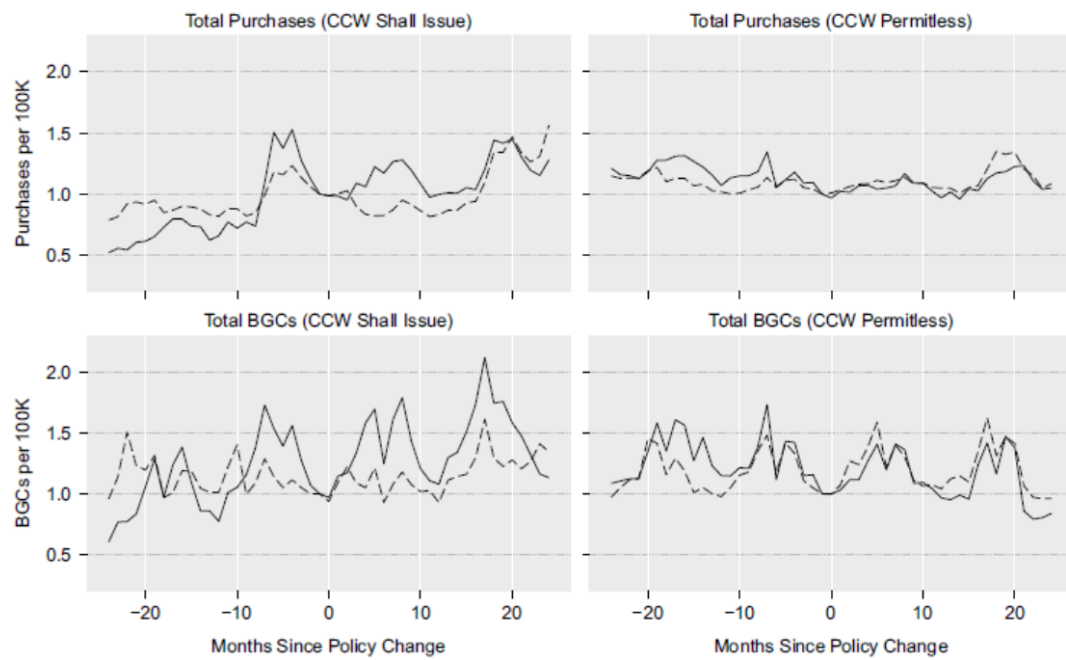 Total Purchases (CCW Shall Issue)
Total Purchases (CCW Permitless)
Purchases per 100K
2.0
1.5
1.0
0.5
Total BGCs (CCW Shall Issue)
Total BGCs (CCW Permitless)
BGCs per 100K
2.0
1.5
1.0
0.5
−20 −10 0 10 20
−20 −10 0 10 20
Months Since Policy Change
Months Since Policy Change